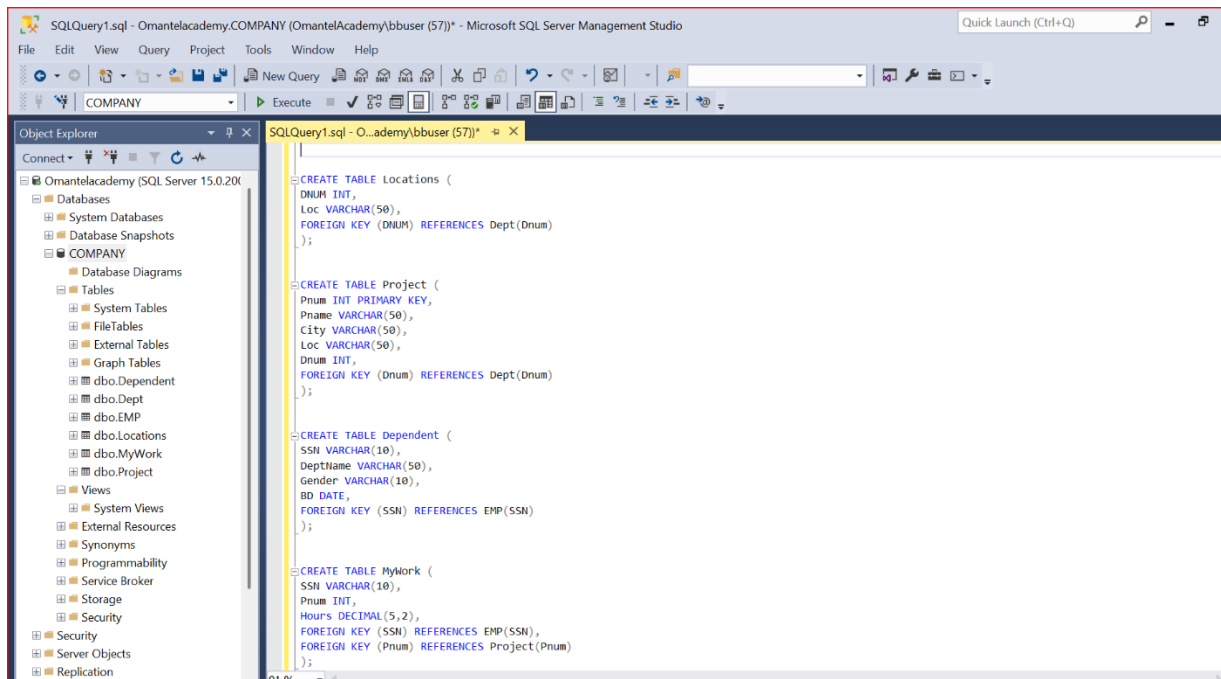 SQLQuery1.sql - Omantelacademy.COMPANY (OmantelAcademy\bbuser (57))* - Microsoft SQL Server Management Studio
Quick Launch (Ctrl+Q)
File Edit View Query Project Tools Window Help
New Query
COMPANY
Execute
Object Explorer
Connect
Omantelacademy (SQL Server 15.0.200
Databases
System Databases
Database Snapshots
COMPANY
Database Diagrams
Tables
System Tables
FileTables
External Tables
Graph Tables
dbo.Dependent
dbo.Dept
dbo.EMP
dbo.Locations
dbo.MyWork
dbo.Project
Views
System Views
External Resources
Synonyms
Programmability
Service Broker
Storage
Security
Security
Server Objects
Replication
SQLQuery1.sql - O...ademy\bbuser (57))*
CREATE TABLE Locations (
DNUM INT,
Loc VARCHAR(50),
FOREIGN KEY (DNUM) REFERENCES Dept(Dnum)
);
CREATE TABLE Project (
Pnum INT PRIMARY KEY,
Pname VARCHAR(50),
City VARCHAR(50),
Loc VARCHAR(50),
Dnum INT,
FOREIGN KEY (Dnum) REFERENCES Dept(Dnum)
);
CREATE TABLE Dependent (
SSN VARCHAR(10),
DeptName VARCHAR(50),
Gender VARCHAR(10),
BD DATE,
FOREIGN KEY (SSN) REFERENCES EMP(SSN)
);
CREATE TABLE MyWork (
SSN VARCHAR(10),
Pnum INT,
Hours DECIMAL(5,2),
FOREIGN KEY (SSN) REFERENCES EMP(SSN),
FOREIGN KEY (Pnum) REFERENCES Project(Pnum)
);